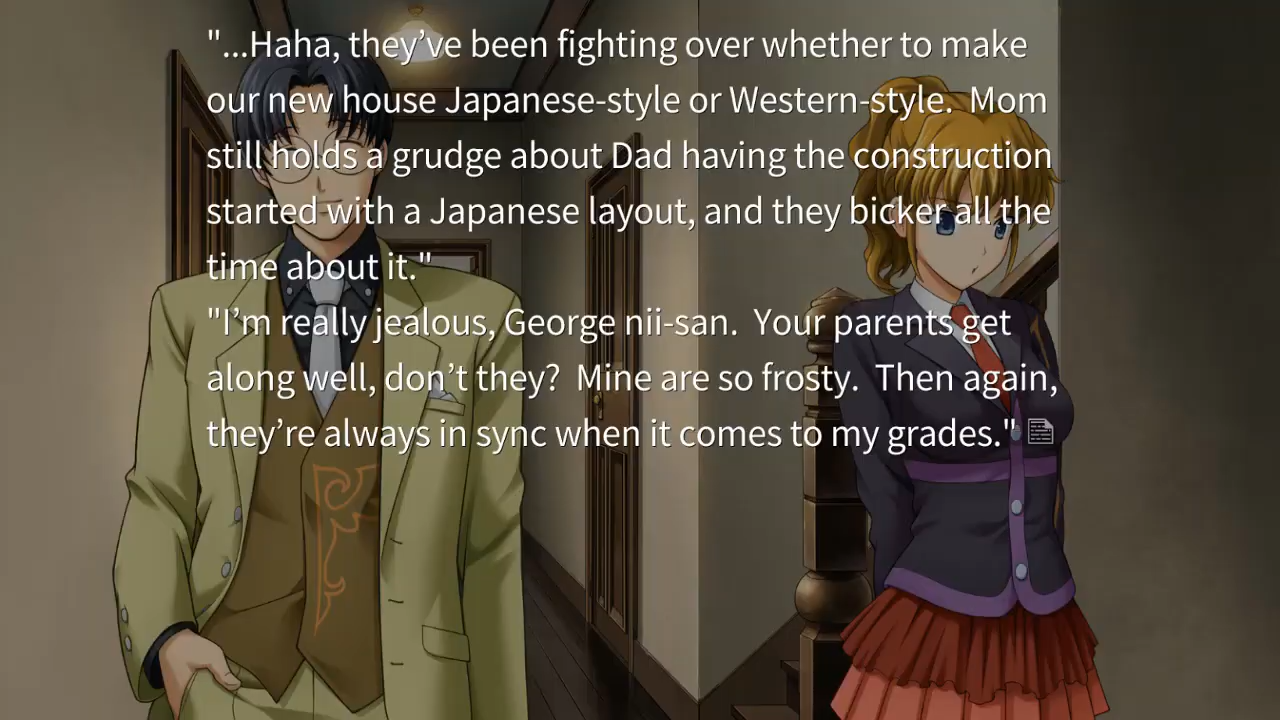 "...Haha, they’ve been fighting over whether to make
our new house Japanese-style or Western-style.  Mom
still holds a grudge about Dad having the construction
started with a Japanese layout, and they bicker all the
time about it."
"I’m really jealous, George nii-san.  Your parents get
along well, don’t they?  Mine are so frosty.  Then again,
they’re always in sync when it comes to my grades."